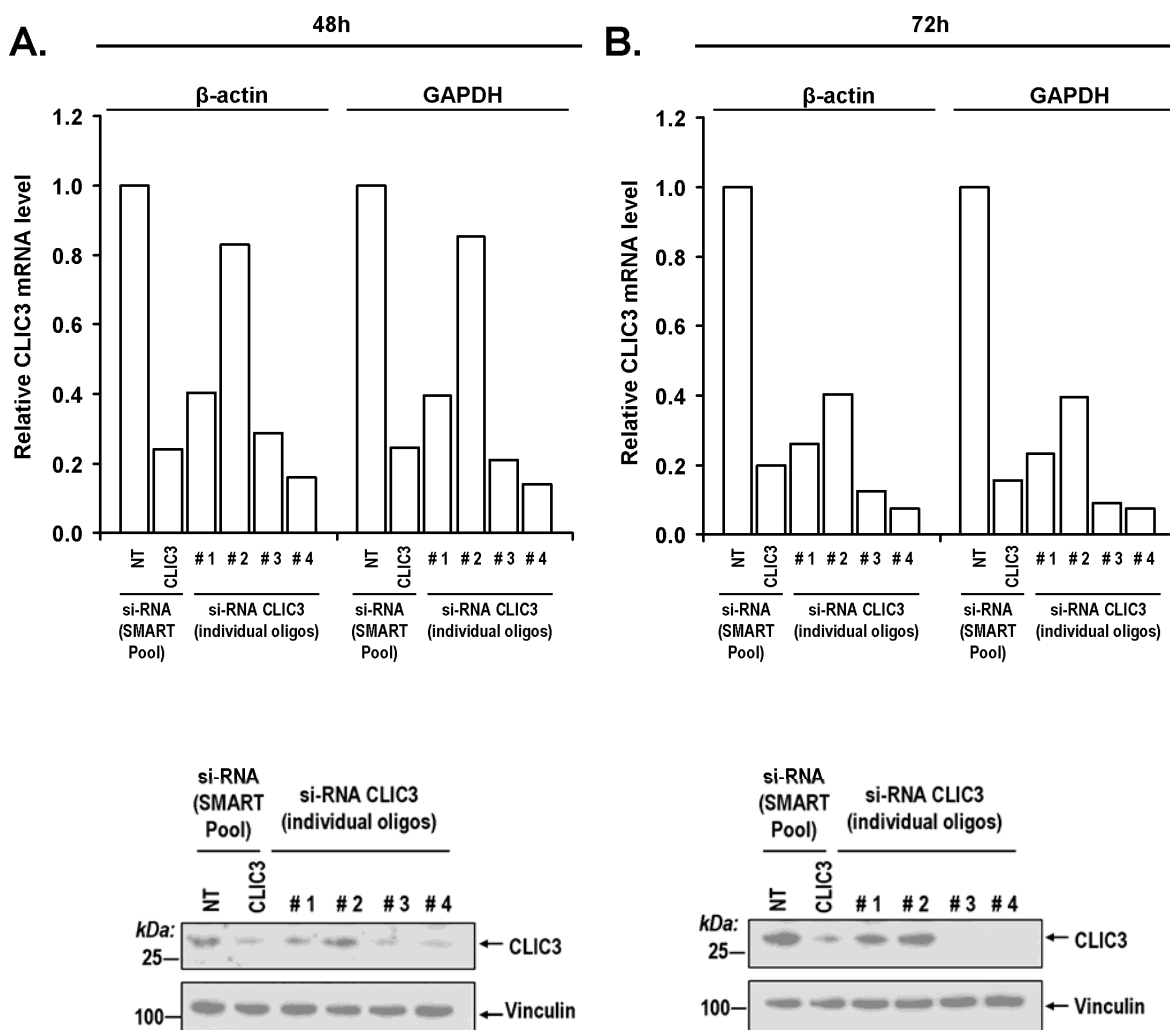 A.
48h
β-actin
GAPDH
Relative CLIC3 mRNA level
1.2
1.0
0.8
0.6
0.4
0.2
0.0
NT
CLIC3
# 1
# 2
# 3
# 4
NT
CLIC3
# 1
# 2
# 3
# 4
si-RNA
(SMART
Pool)
si-RNA CLIC3
(individual oligos)
si-RNA
(SMART
Pool)
si-RNA CLIC3
(individual oligos)
B.
72h
β-actin
GAPDH
Relative CLIC3 mRNA level
1.2
1.0
0.8
0.6
0.4
0.2
0.0
NT
CLIC3
# 1
# 2
# 3
# 4
NT
CLIC3
# 1
# 2
# 3
# 4
si-RNA
(SMART
Pool)
si-RNA CLIC3
(individual oligos)
si-RNA
(SMART
Pool)
si-RNA CLIC3
(individual oligos)
si-RNA
(SMART
Pool)
si-RNA CLIC3
(individual oligos)
NT
CLIC3
# 1
# 2
# 3
# 4
kDa:
25
CLIC3
100
Vinculin
si-RNA
(SMART
Pool)
si-RNA CLIC3
(individual oligos)
NT
CLIC3
# 1
# 2
# 3
# 4
kDa:
25
CLIC3
100
Vinculin